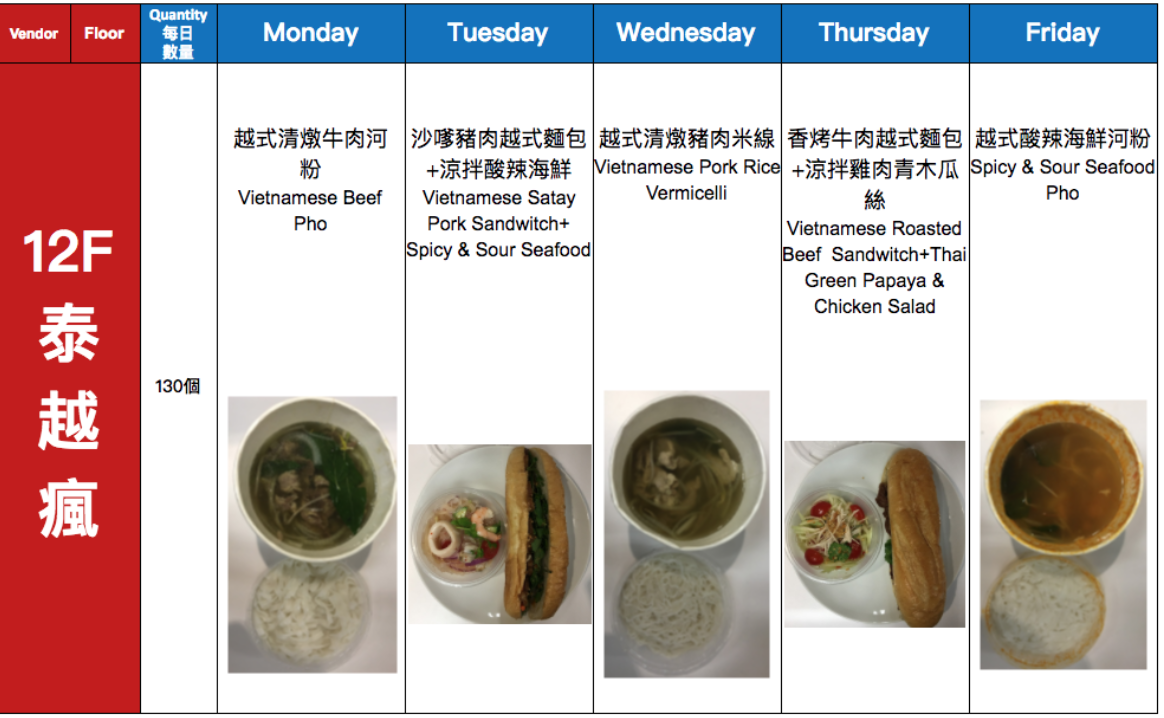 Vendor
Floor
Quantity
每日
數量
Monday
Tuesday
Wednesday
Thursday
Friday
12F
泰
越
瘋
130個
越式清燉牛肉河
粉
Vietnamese Beef
Pho
沙嗲豬肉越式麵包
+涼拌酸辣海鮮
Vietnamese Satay
Pork Sandwitch+
Spicy & Sour Seafood
越式清燉豬肉米線
Vietnamese Pork Rice
Vermicelli
香烤牛肉越式麵包
+涼拌雞肉青木瓜
絲
Vietnamese Roasted
Beef Sandwitch+Thai
Green Papaya &
Chicken Salad
越式酸辣海鮮河粉
Spicy & Sour Seafood
Pho